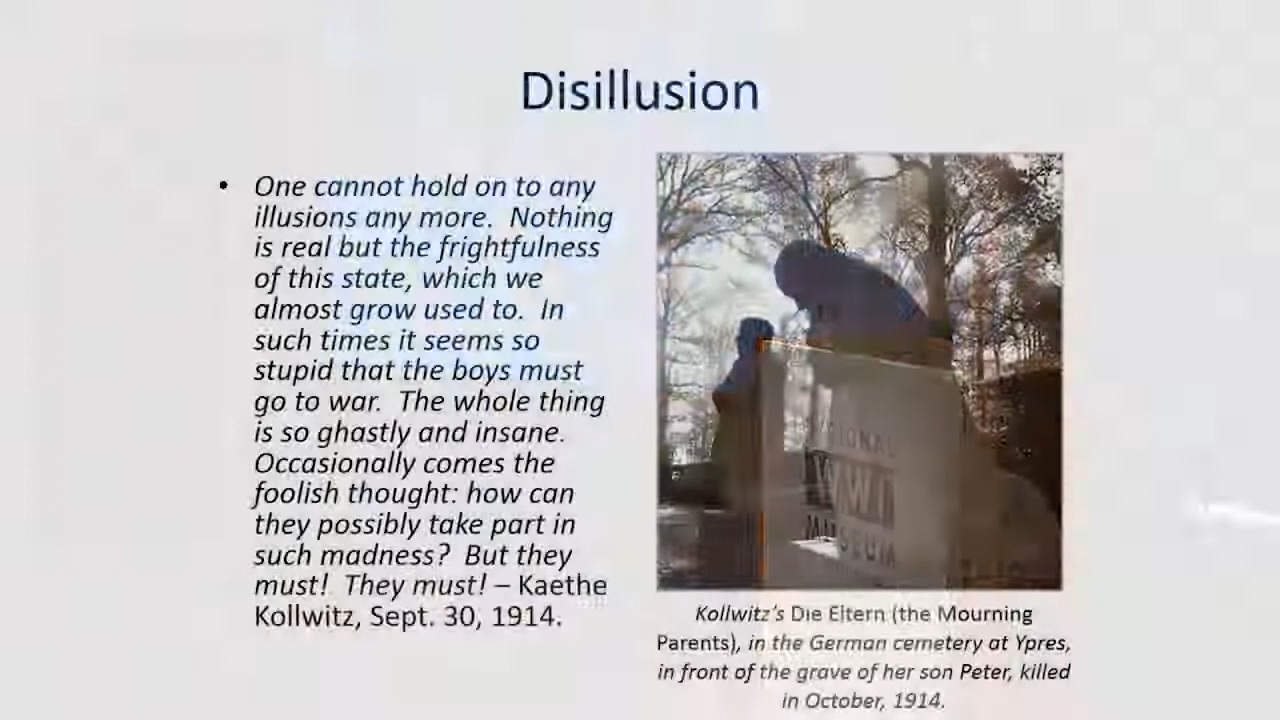 Disillusion
• One cannot hold on to any
illusions any more.  Nothing
is real but the frightfulness
of this state, which we
almost grow used to.  In
such times it seems so
stupid that the boys must
go to war.  The whole thing
is so ghastly and insane.
Occasionally comes the
foolish thought: how can
they possibly take part in
such madness?  But they
must!  They must! – Kaethe
Kollwitz, Sept. 30, 1914.
WWI
MUSEUM
Kollwitz's Die Eltern (the Mourning
Parents), in the German cemetery at Ypres,
in front of the grave of her son Peter, killed
in October, 1914.